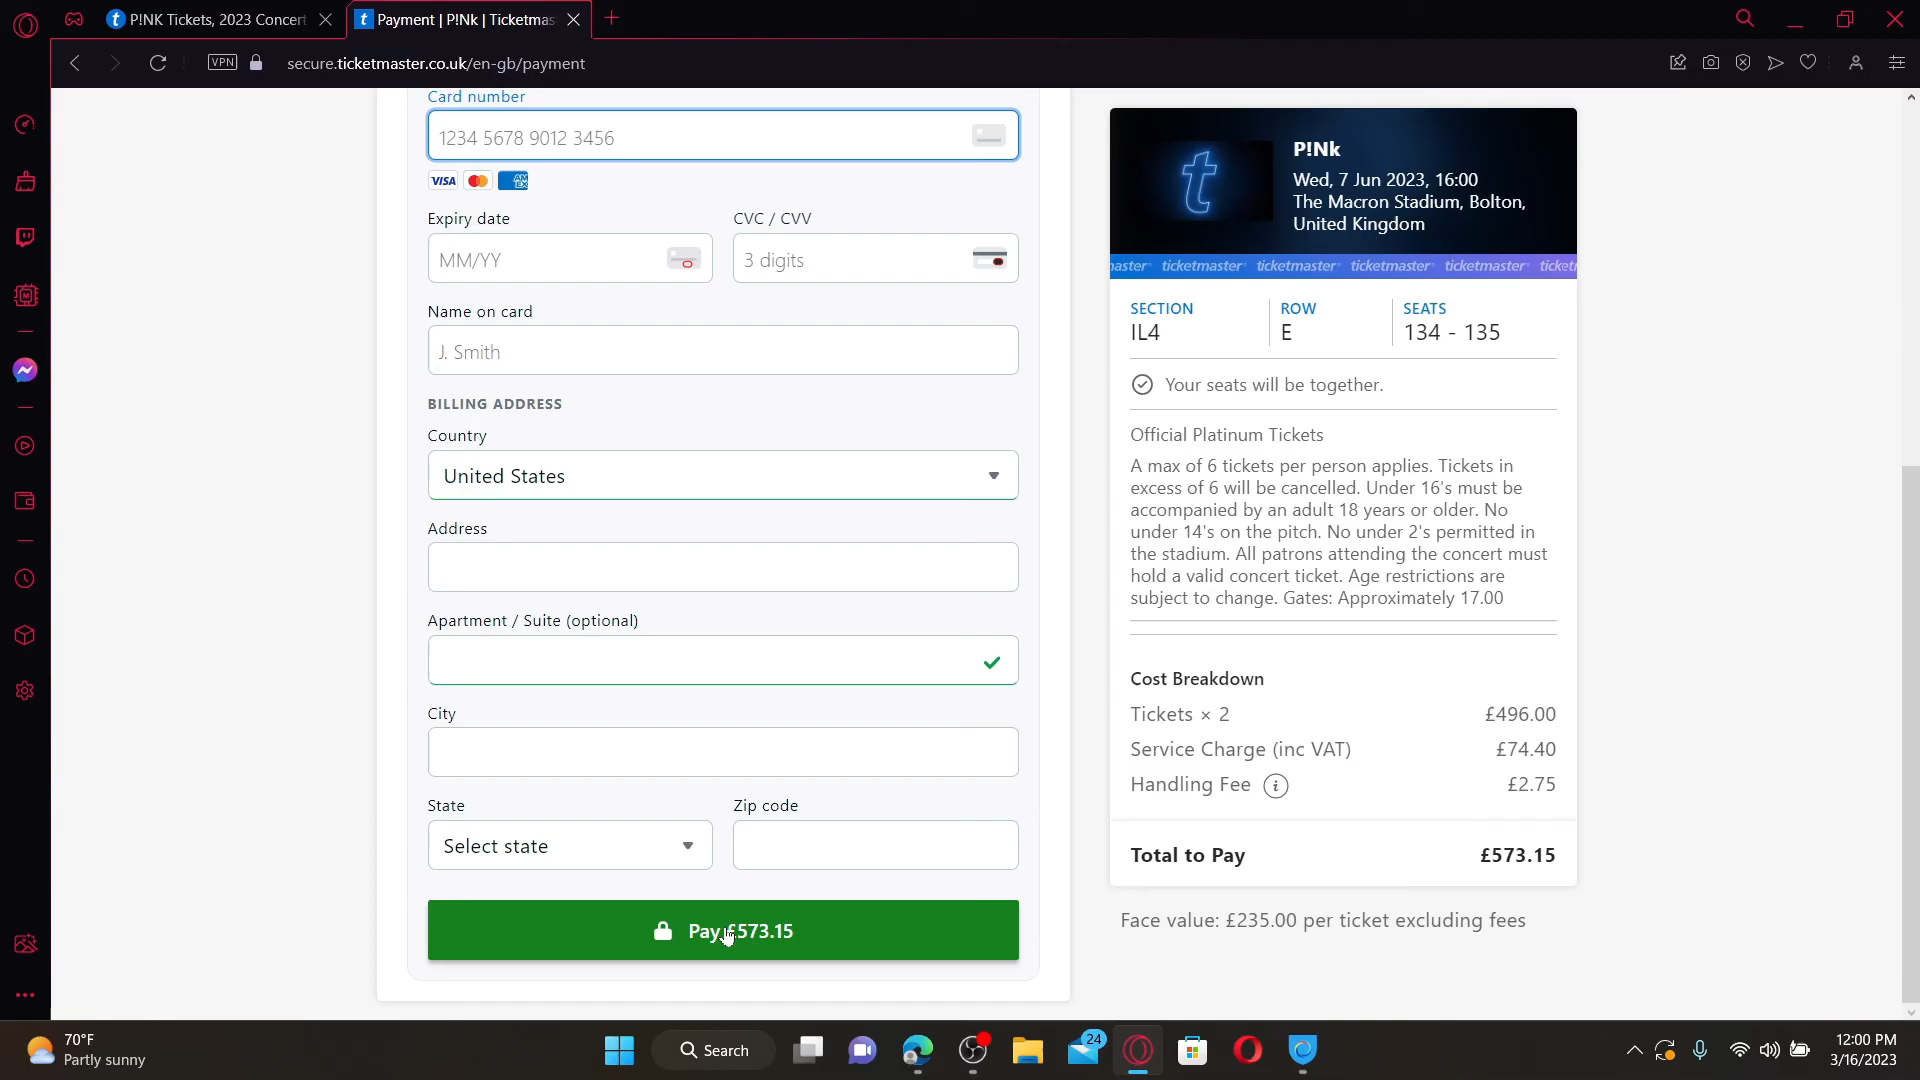 P!NK Tickets, 2023 Concert
Payment | P!Nk | Ticketmas
VPN
secure.ticketmaster.co.uk/en-gb/payment
Card number
1234 5678 9012 3456
VISA
AM EX
Expiry date
CVC / CVV
MM/YY
3 digits
Name on card
J. Smith
BILLING ADDRESS
Country
United States
Address
Apartment / Suite (optional)
City
State
Zip code
Select state
Pay £573.15
t
P!Nk
Wed, 7 Jun 2023, 16:00
The Macron Stadium, Bolton,
United Kingdom
master ticketmaster ticketmaster ticketmaster ticketmaster ticket
SECTION
ROW
SEATS
IL4
E
134 - 135
Your seats will be together.
Official Platinum Tickets
A max of 6 tickets per person applies. Tickets in
excess of 6 will be cancelled. Under 16's must be
accompanied by an adult 18 years or older. No
under 14's on the pitch. No under 2's permitted in
the stadium. All patrons attending the concert must
hold a valid concert ticket. Age restrictions are
subject to change. Gates: Approximately 17.00
Cost Breakdown
Tickets × 2
£496.00
Service Charge (inc VAT)
£74.40
Handling Fee
£2.75
Total to Pay
£573.15
Face value: £235.00 per ticket excluding fees
70°F
Partly sunny
Search
24
12:00 PM
3/16/2023